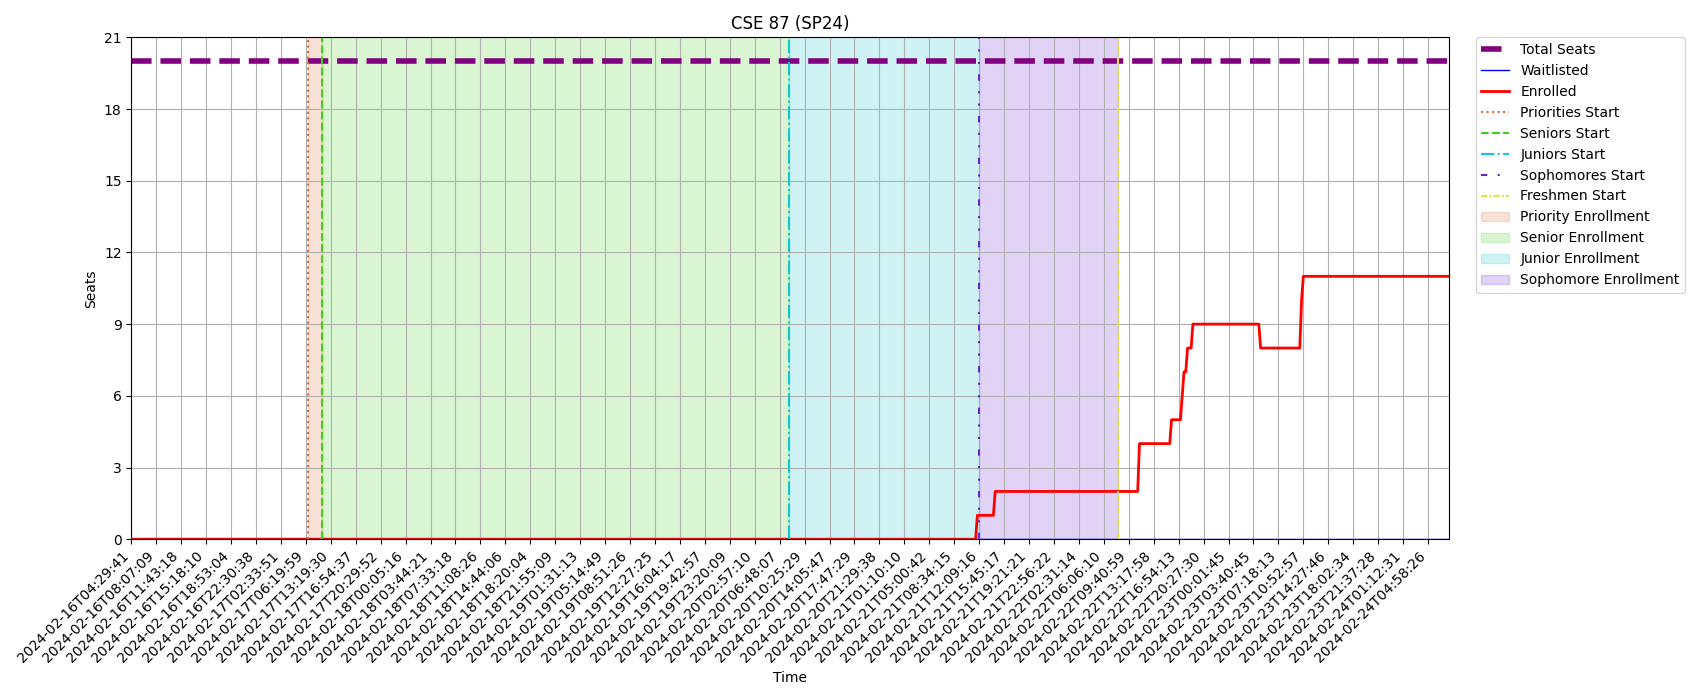 CSE 87 (SP24)
Seats
21
18
15
12
9
6
3
0
2024-02-16T04:29:41
2024-02-16T08:07:09
2024-02-16T11:43:18
2024-02-16T15:18:10
2024-02-16T18:53:04
2024-02-16T22:30:38
2024-02-17T02:33:51
2024-02-17T06:19:59
2024-02-17T13:19:30
2024-02-17T16:54:37
2024-02-17T20:29:52
2024-02-18T00:05:16
2024-02-18T03:44:21
2024-02-18T07:33:18
2024-02-18T11:08:26
2024-02-18T14:44:06
2024-02-18T18:20:04
2024-02-18T21:55:09
2024-02-19T01:31:13
2024-02-19T05:14:49
2024-02-19T08:51:26
2024-02-19T12:27:25
2024-02-19T16:04:17
2024-02-19T19:42:57
2024-02-19T23:20:09
2024-02-20T02:57:10
2024-02-20T06:48:07
2024-02-20T10:25:29
2024-02-20T14:05:47
2024-02-20T17:47:29
2024-02-20T21:29:38
2024-02-21T01:10:10
2024-02-21T05:00:42
2024-02-21T08:34:15
2024-02-21T12:09:16
2024-02-21T15:45:17
2024-02-21T19:21:21
2024-02-21T22:56:22
2024-02-22T02:31:14
2024-02-22T06:06:10
2024-02-22T09:40:59
2024-02-22T13:17:58
2024-02-22T16:54:13
2024-02-22T20:27:30
2024-02-23T00:01:45
2024-02-23T03:40:45
2024-02-23T07:18:13
2024-02-23T10:52:57
2024-02-23T14:27:46
2024-02-23T18:02:34
2024-02-23T21:37:28
2024-02-24T01:12:31
2024-02-24T04:58:26
Time
Total Seats
Waitlisted
Enrolled
Priorities Start
Seniors Start
Juniors Start
Sophomores Start
Freshmen Start
Priority Enrollment
Senior Enrollment
Junior Enrollment
Sophomore Enrollment